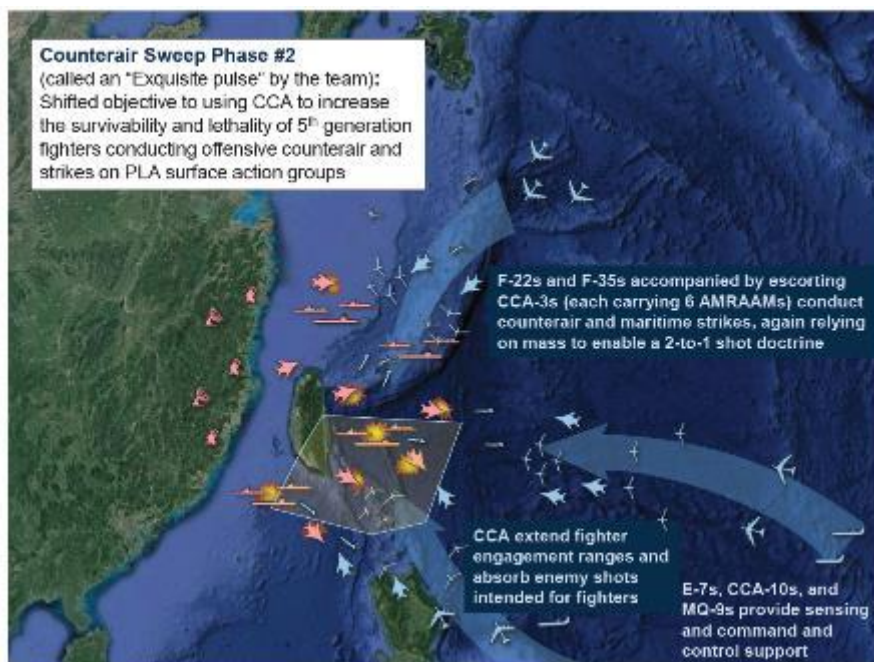 Counterair Sweep Phase #2
(called an "Exquisite pulse" by the team):
Shifted objective to using CCA to increase
the survivability and lethality of 5th generation
fighters conducting offensive counterair and
strikes on PLA surface action groups
F-22s and F-35s accompanied by escorting
CCA-3s (each carrying 6 AMRAAMs) conduct
counterair and maritime strikes, again relying
on mass to enable a 2-to-1 shot doctrine
CCA extend fighter
engagement ranges and
absorb enemy shots
intended for fighters
E-7s, CCA-10s, and
MQ-9s provide sensing
and command and
control support